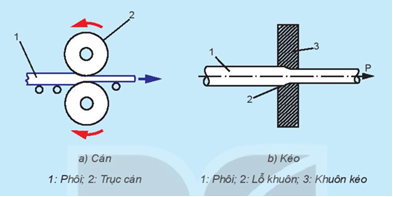 1
2
1
2
3
P
a) Cán
b) Kéo
1: Phôi; 2: Trục cán
1: Phôi; 2: Lỗ khuôn; 3: Khuôn kéo